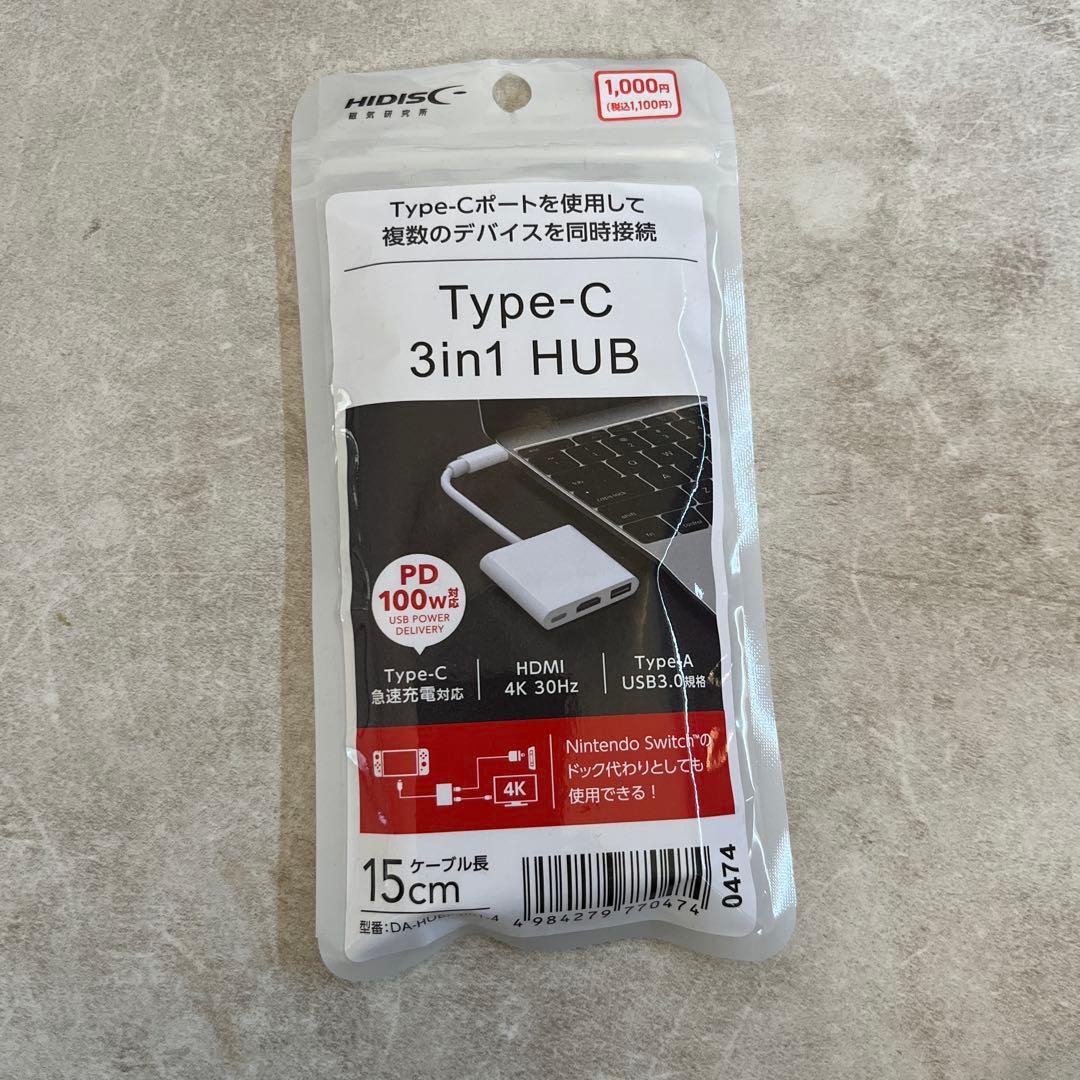 HIDISC
磁気研究所
1,000円
(税込1,100円)
Type-Cポートを使用して
複数のデバイスを同時接続
Type-C
3in1 HUB
PD
100w対応
USB POWER
DELIVERY
Type-C
急速充電対応
HDMI
4K 30Hz
Type-A
USB3.0規格
4K
Nintendo Switch™の
ドック代わりとしても
使用できる！
ケーブル長
15cm
型番:
4 984279 770474
0474